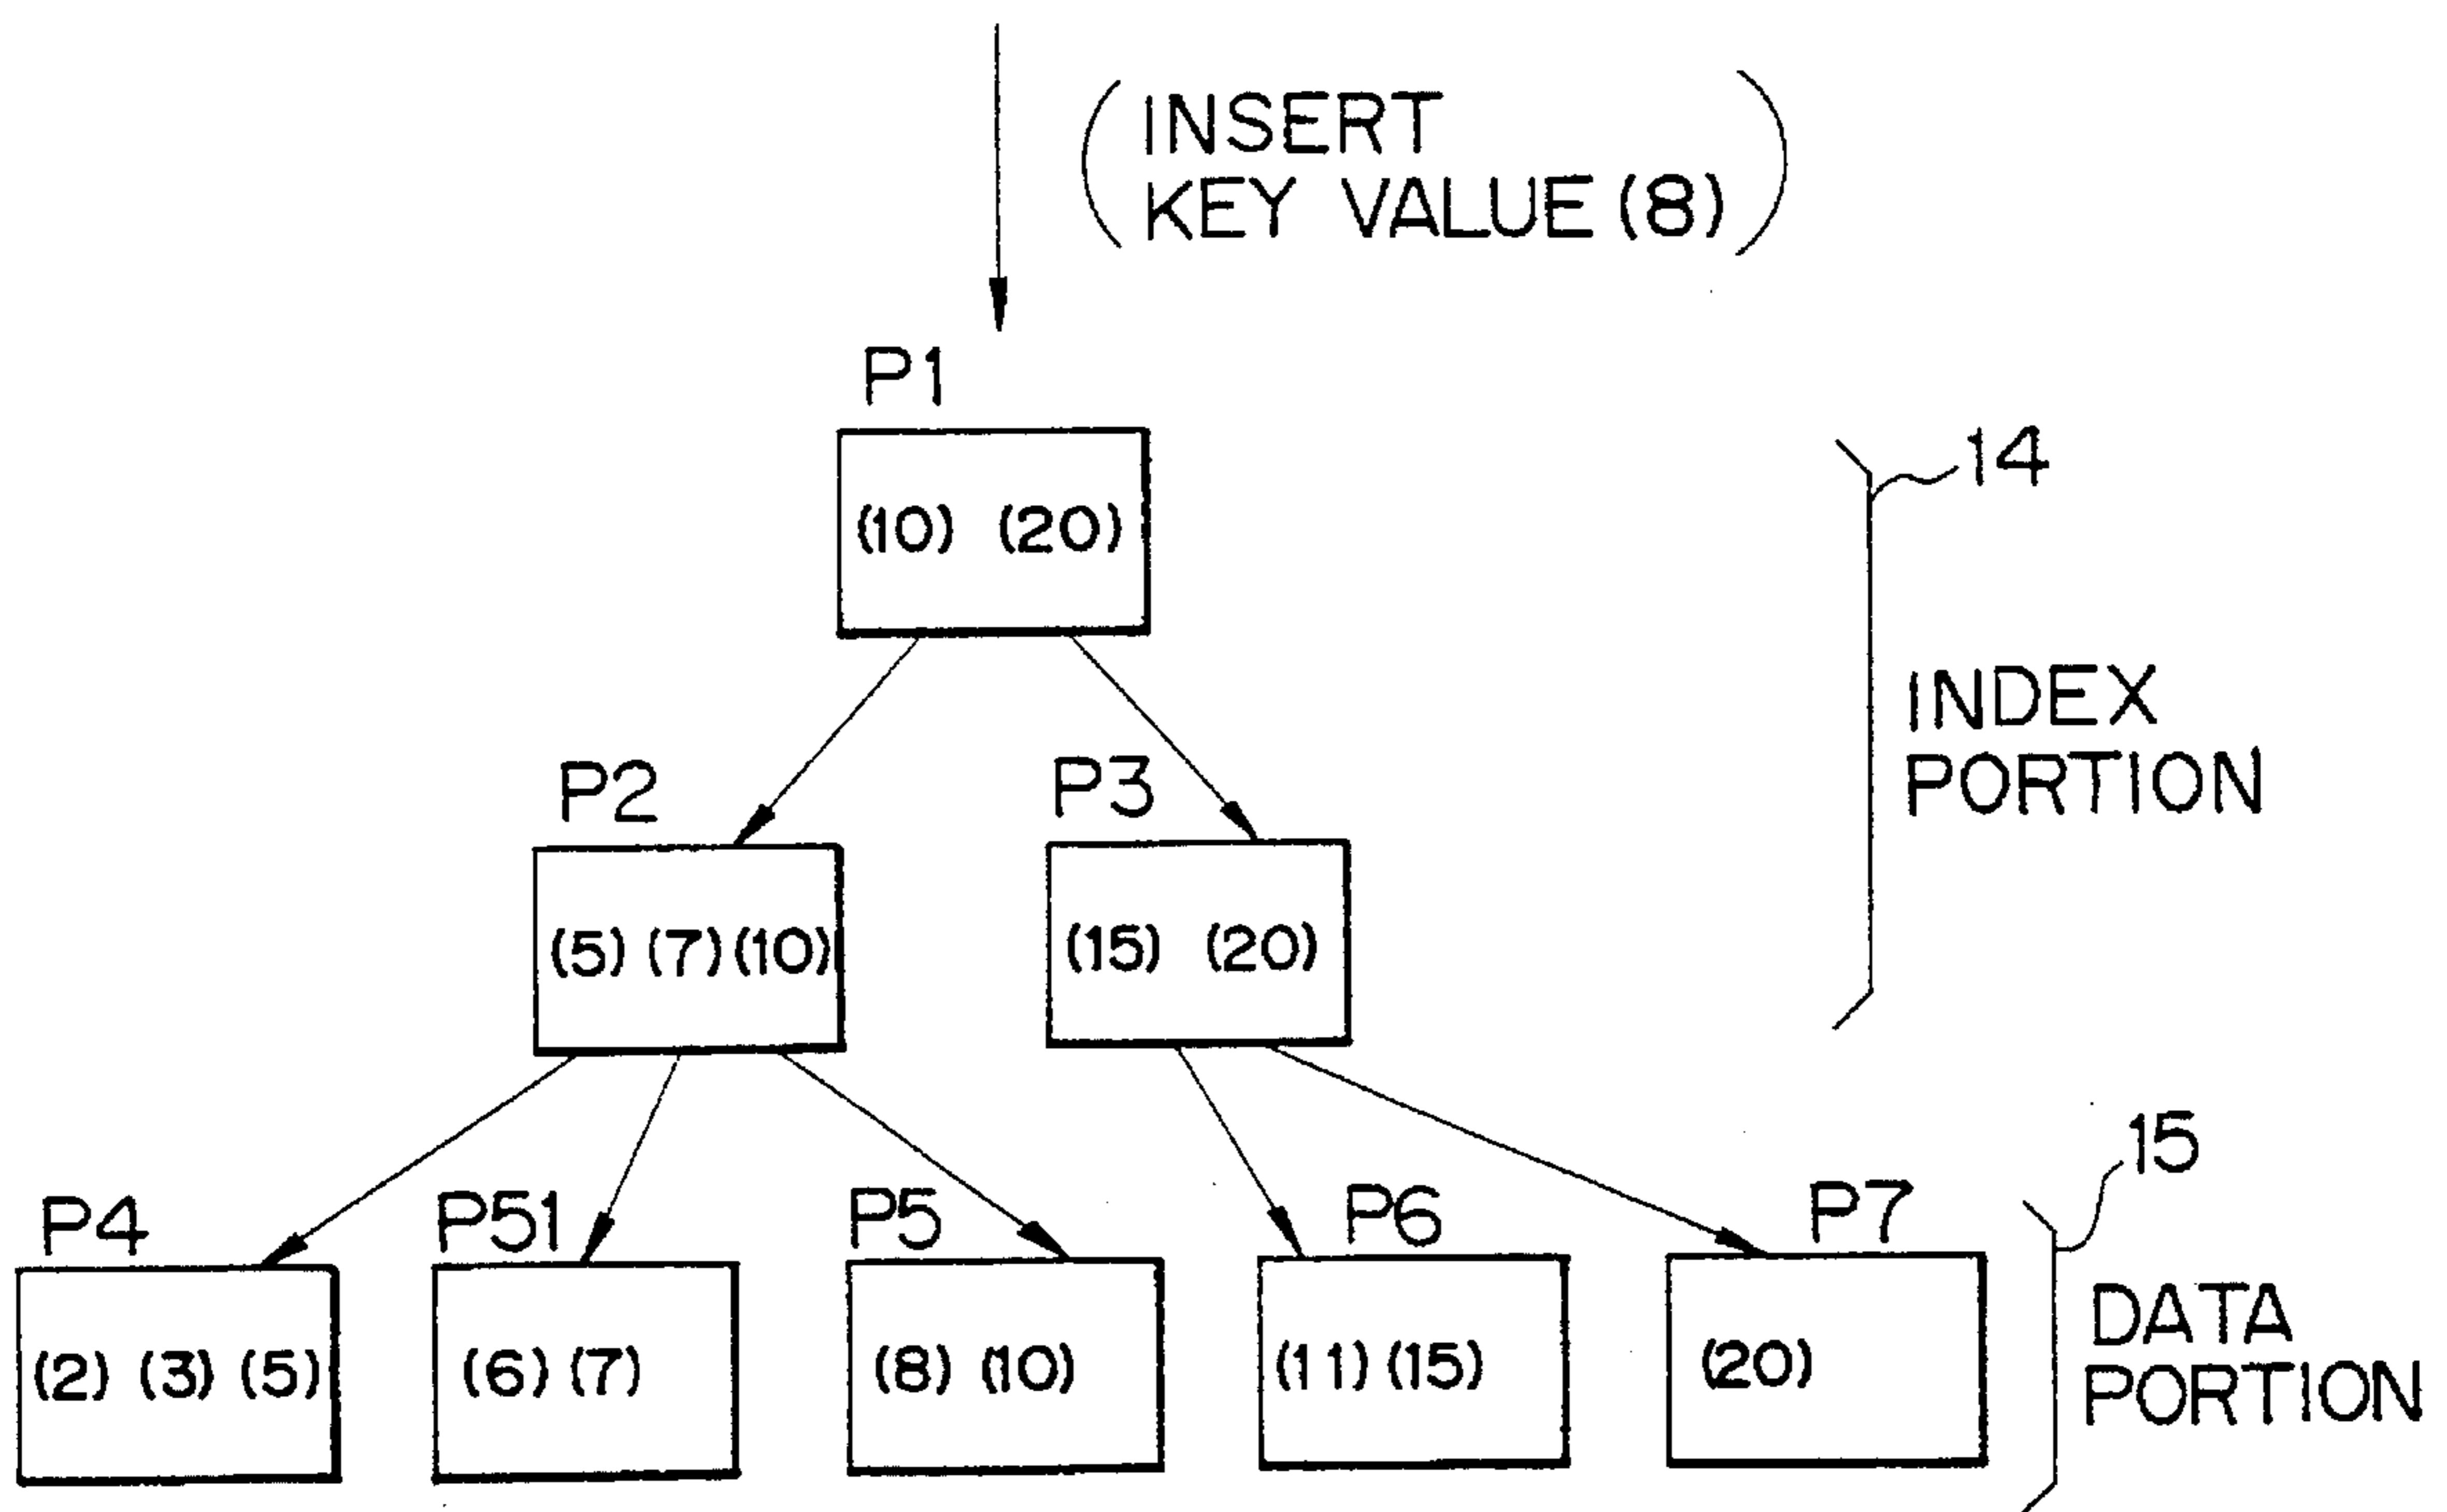 (INSERT
KEY VALUE (8))
P1
14
(10) (20)
INDEX
PORTION
P2
P3
(5) (7) (10)
(15) (20)
15
P4
P51
P5
P6
P7
DATA
PORTION
(2) (3) (5)
(6) (7)
(8) (10)
(11) (15)
(20)